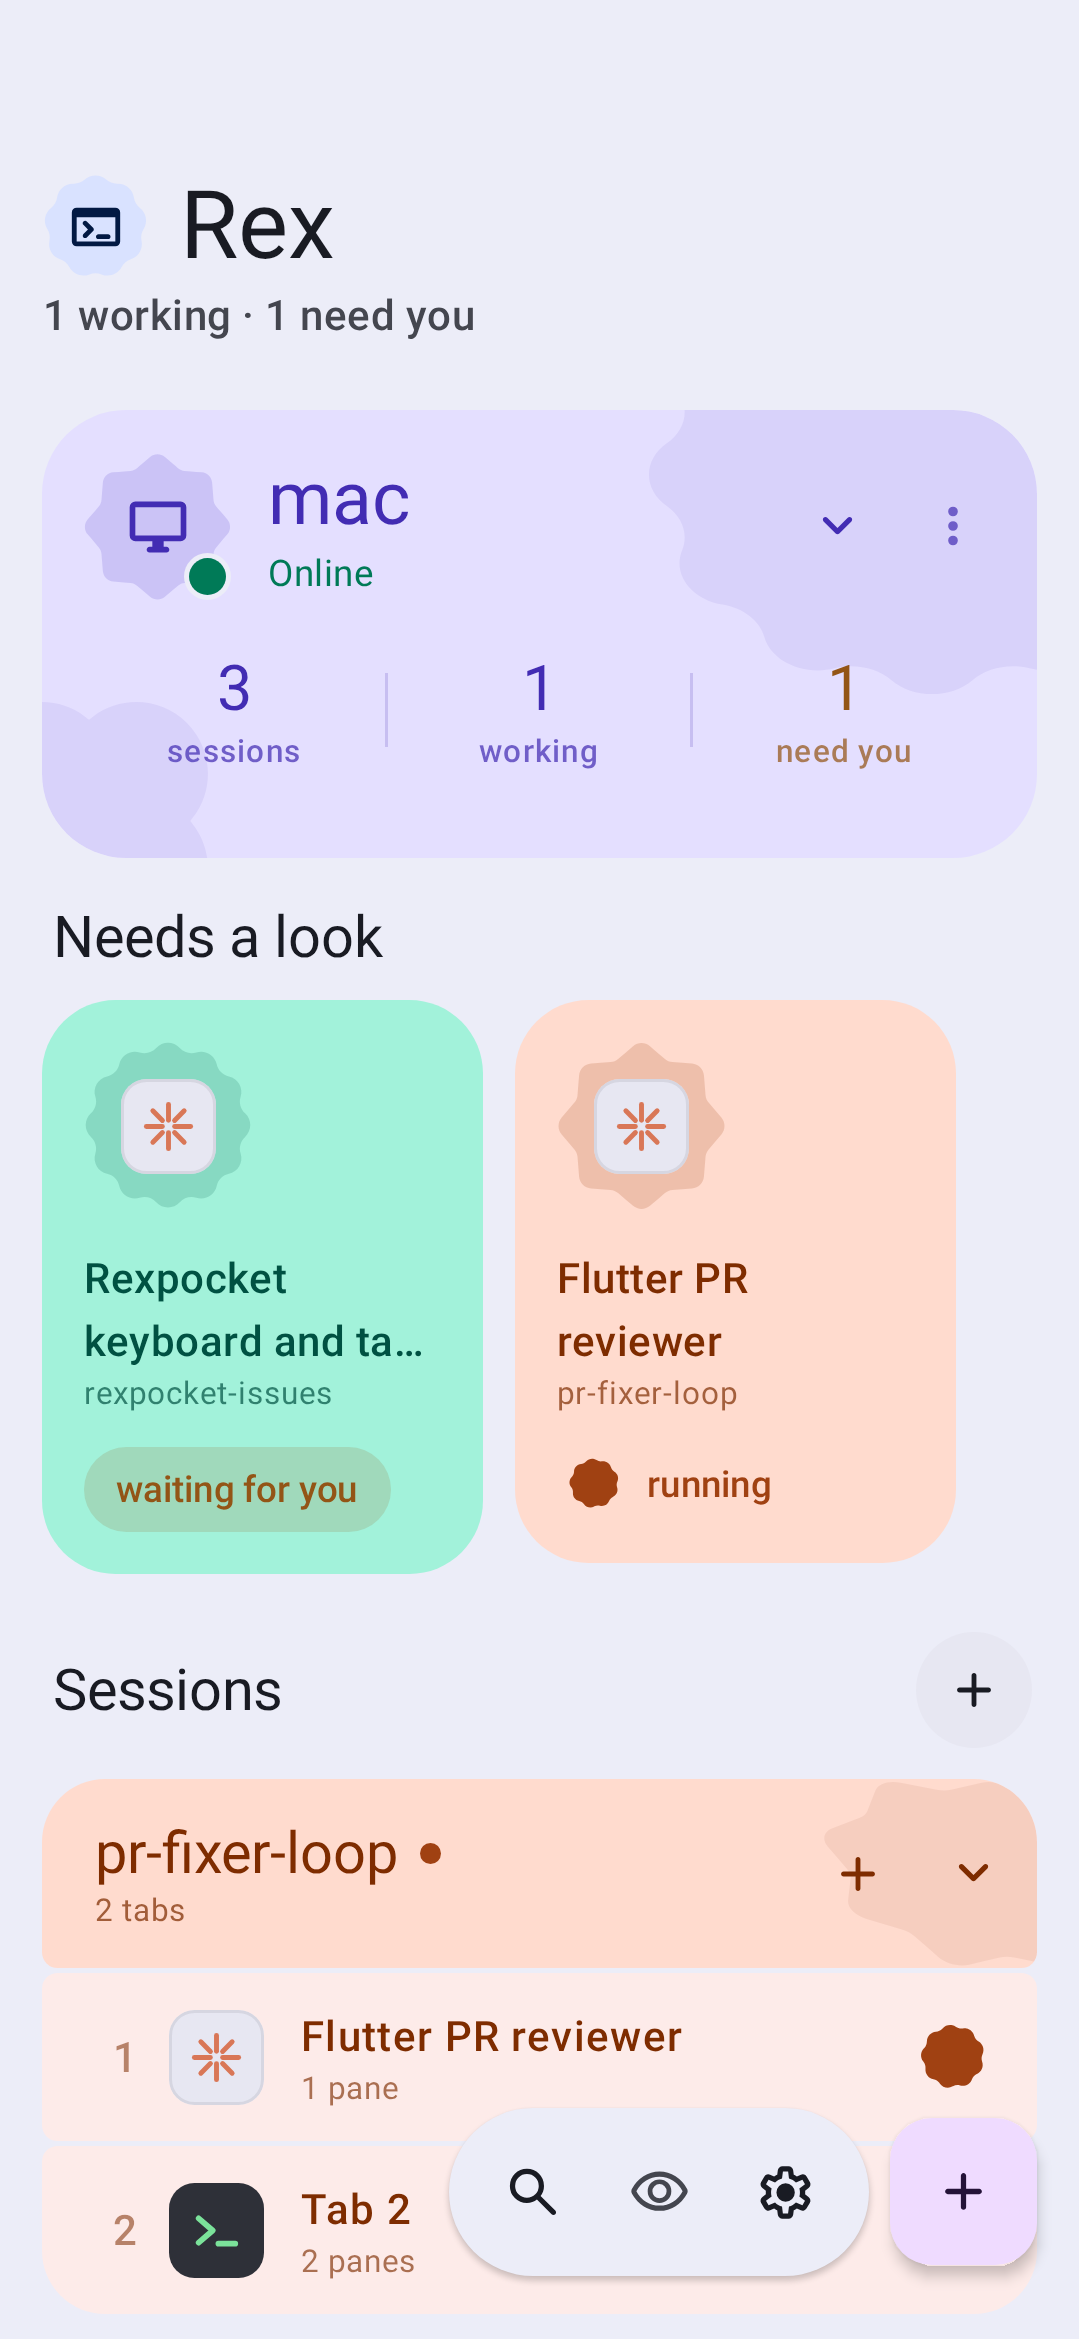 Rex
1 working · 1 need you
mac
Online
3
sessions
1
working
1
need you
Needs a look
Rexpocket
keyboard and ta…
rexpocket-issues
waiting for you
Flutter PR
reviewer
pr-fixer-loop
running
Sessions
pr-fixer-loop
2 tabs
1
Flutter PR reviewer
1 pane
2
Tab 2
2 panes